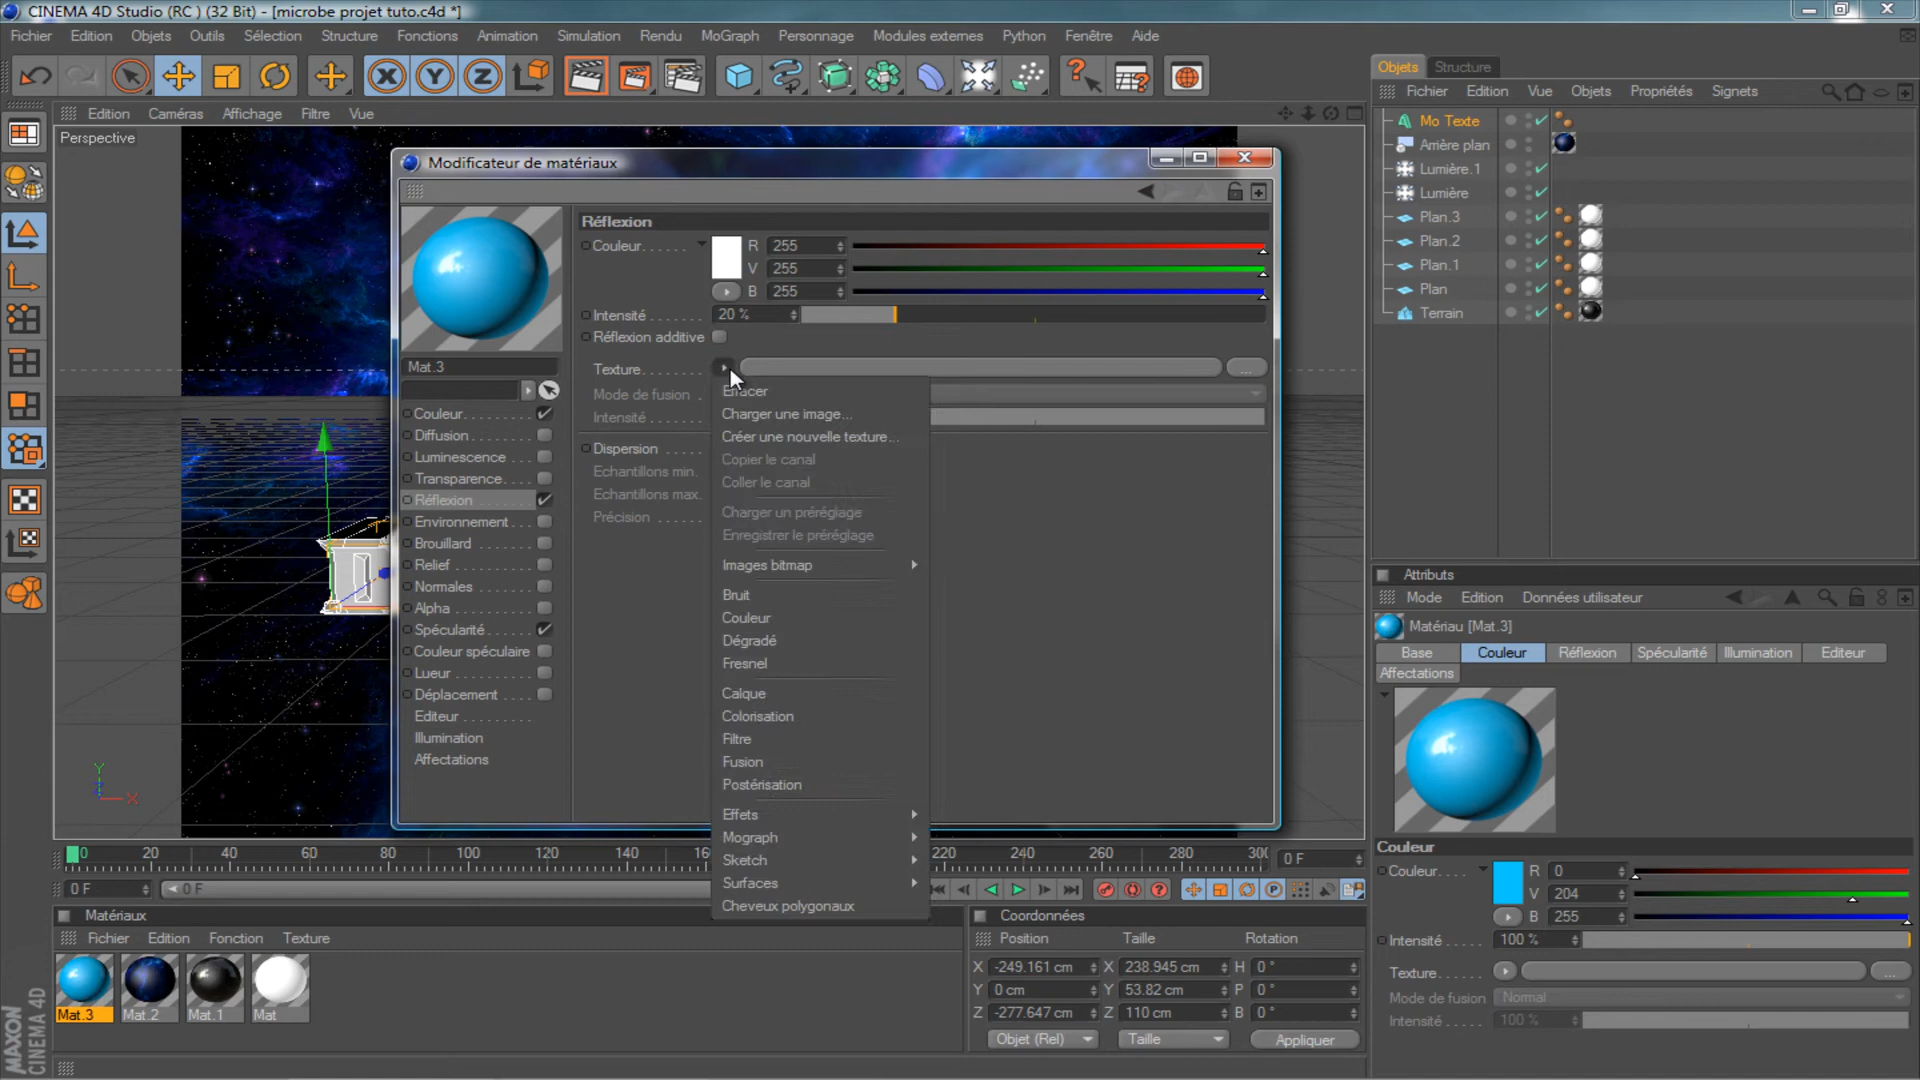 CINEMA 4D Studio (RC ) (32 Bit) - [microbe projet tuto.c4d *]
Fichier Edition Objets Outils Sélection Structure Fonctions Animation Simulation Rendu MoGraph Personnage Modules externes Python Fenêtre Aide
X Y Z
Edition Caméras Affichage Filtre Vue
Perspective
Modificateur de matériaux
Réflexion
Couleur R 255
V 255
B 255
Intensité 20 %
Réflexion additive
Texture ...
Mode de fusion
Intensité
Dispersion
Echantillons min.
Echantillons max.
Précision
Mat.3
Couleur
Diffusion
Luminescence
Transparence
Réflexion
Environnement
Brouillard
Relief
Normales
Alpha
Spécularité
Couleur spéculaire
Lueur
Déplacement
Editeur
Illumination
Affectations
Effacer
Charger une image...
Créer une nouvelle texture...
Copier le canal
Coller le canal
Charger un préréglage
Enregistrer le préréglage
Images bitmap
Bruit
Couleur
Dégradé
Fresnel
Calque
Colorisation
Filtre
Fusion
Postérisation
Effets
Mograph
Sketch
Surfaces
Cheveux polygonaux
Y
Z X
0 20 40 60 80 100 120 140 160 220 240 260 280 300 0 F
0 F 0 F
P
Matériaux
Fichier Edition Fonction Texture
Mat.3 Mat.2 Mat.1 Mat
MAXON
CINEMA 4D
Coordonnées
Position Taille Rotation
X -249.161 cm X 238.945 cm H 0 °
Y 0 cm Y 53.82 cm P 0 °
Z -277.647 cm Z 110 cm B 0 °
Objet (Rel) Taille Appliquer
Objets Structure
Fichier Edition Vue Objets Propriétés Signets
Mo Texte
Arrière plan
Lumière.1
Lumière
Plan.3
Plan.2
Plan.1
Plan
Terrain
Attributs
Mode Edition Données utilisateur
Matériau [Mat.3]
Base Couleur Réflexion Spécularité Illumination Editeur
Affectations
Couleur
Couleur R 0
V 204
B 255
Intensité 100 %
Texture ...
Mode de fusion Normal
Intensité 100 %